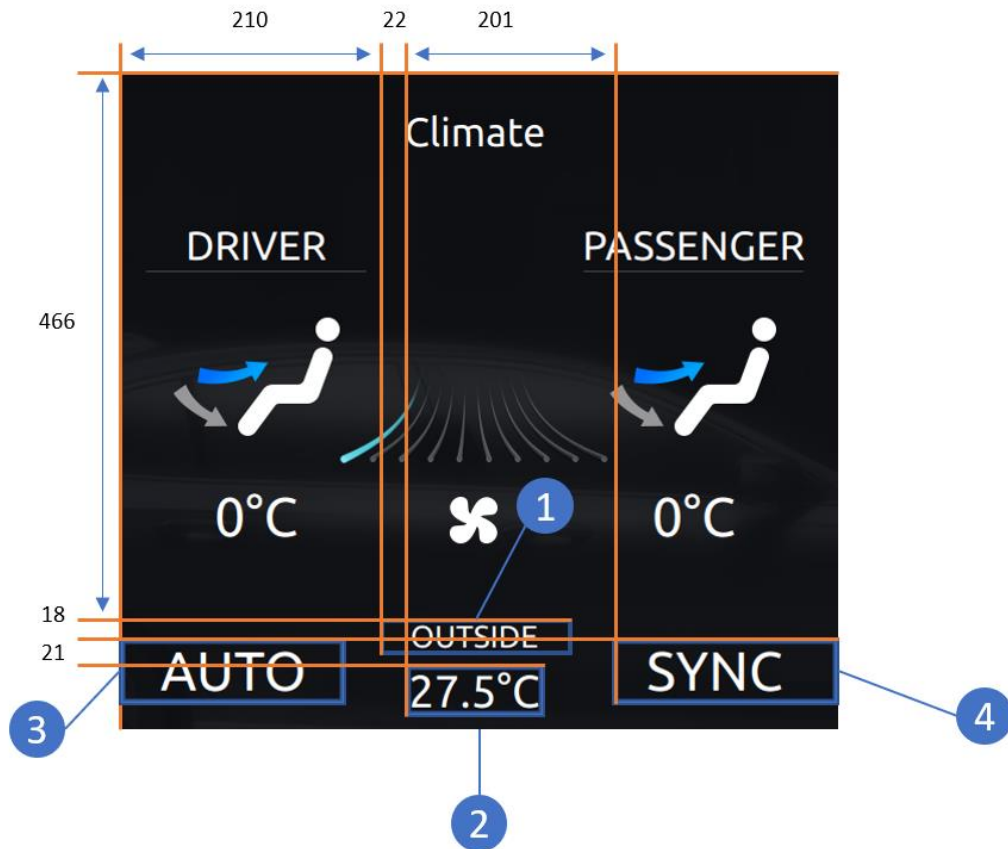 210 22 201
Climate
DRIVER PASSENGER
466
0°C 1 0°C
18
OUTSIDE
21
AUTO 27.5°C SYNC
3 4
2